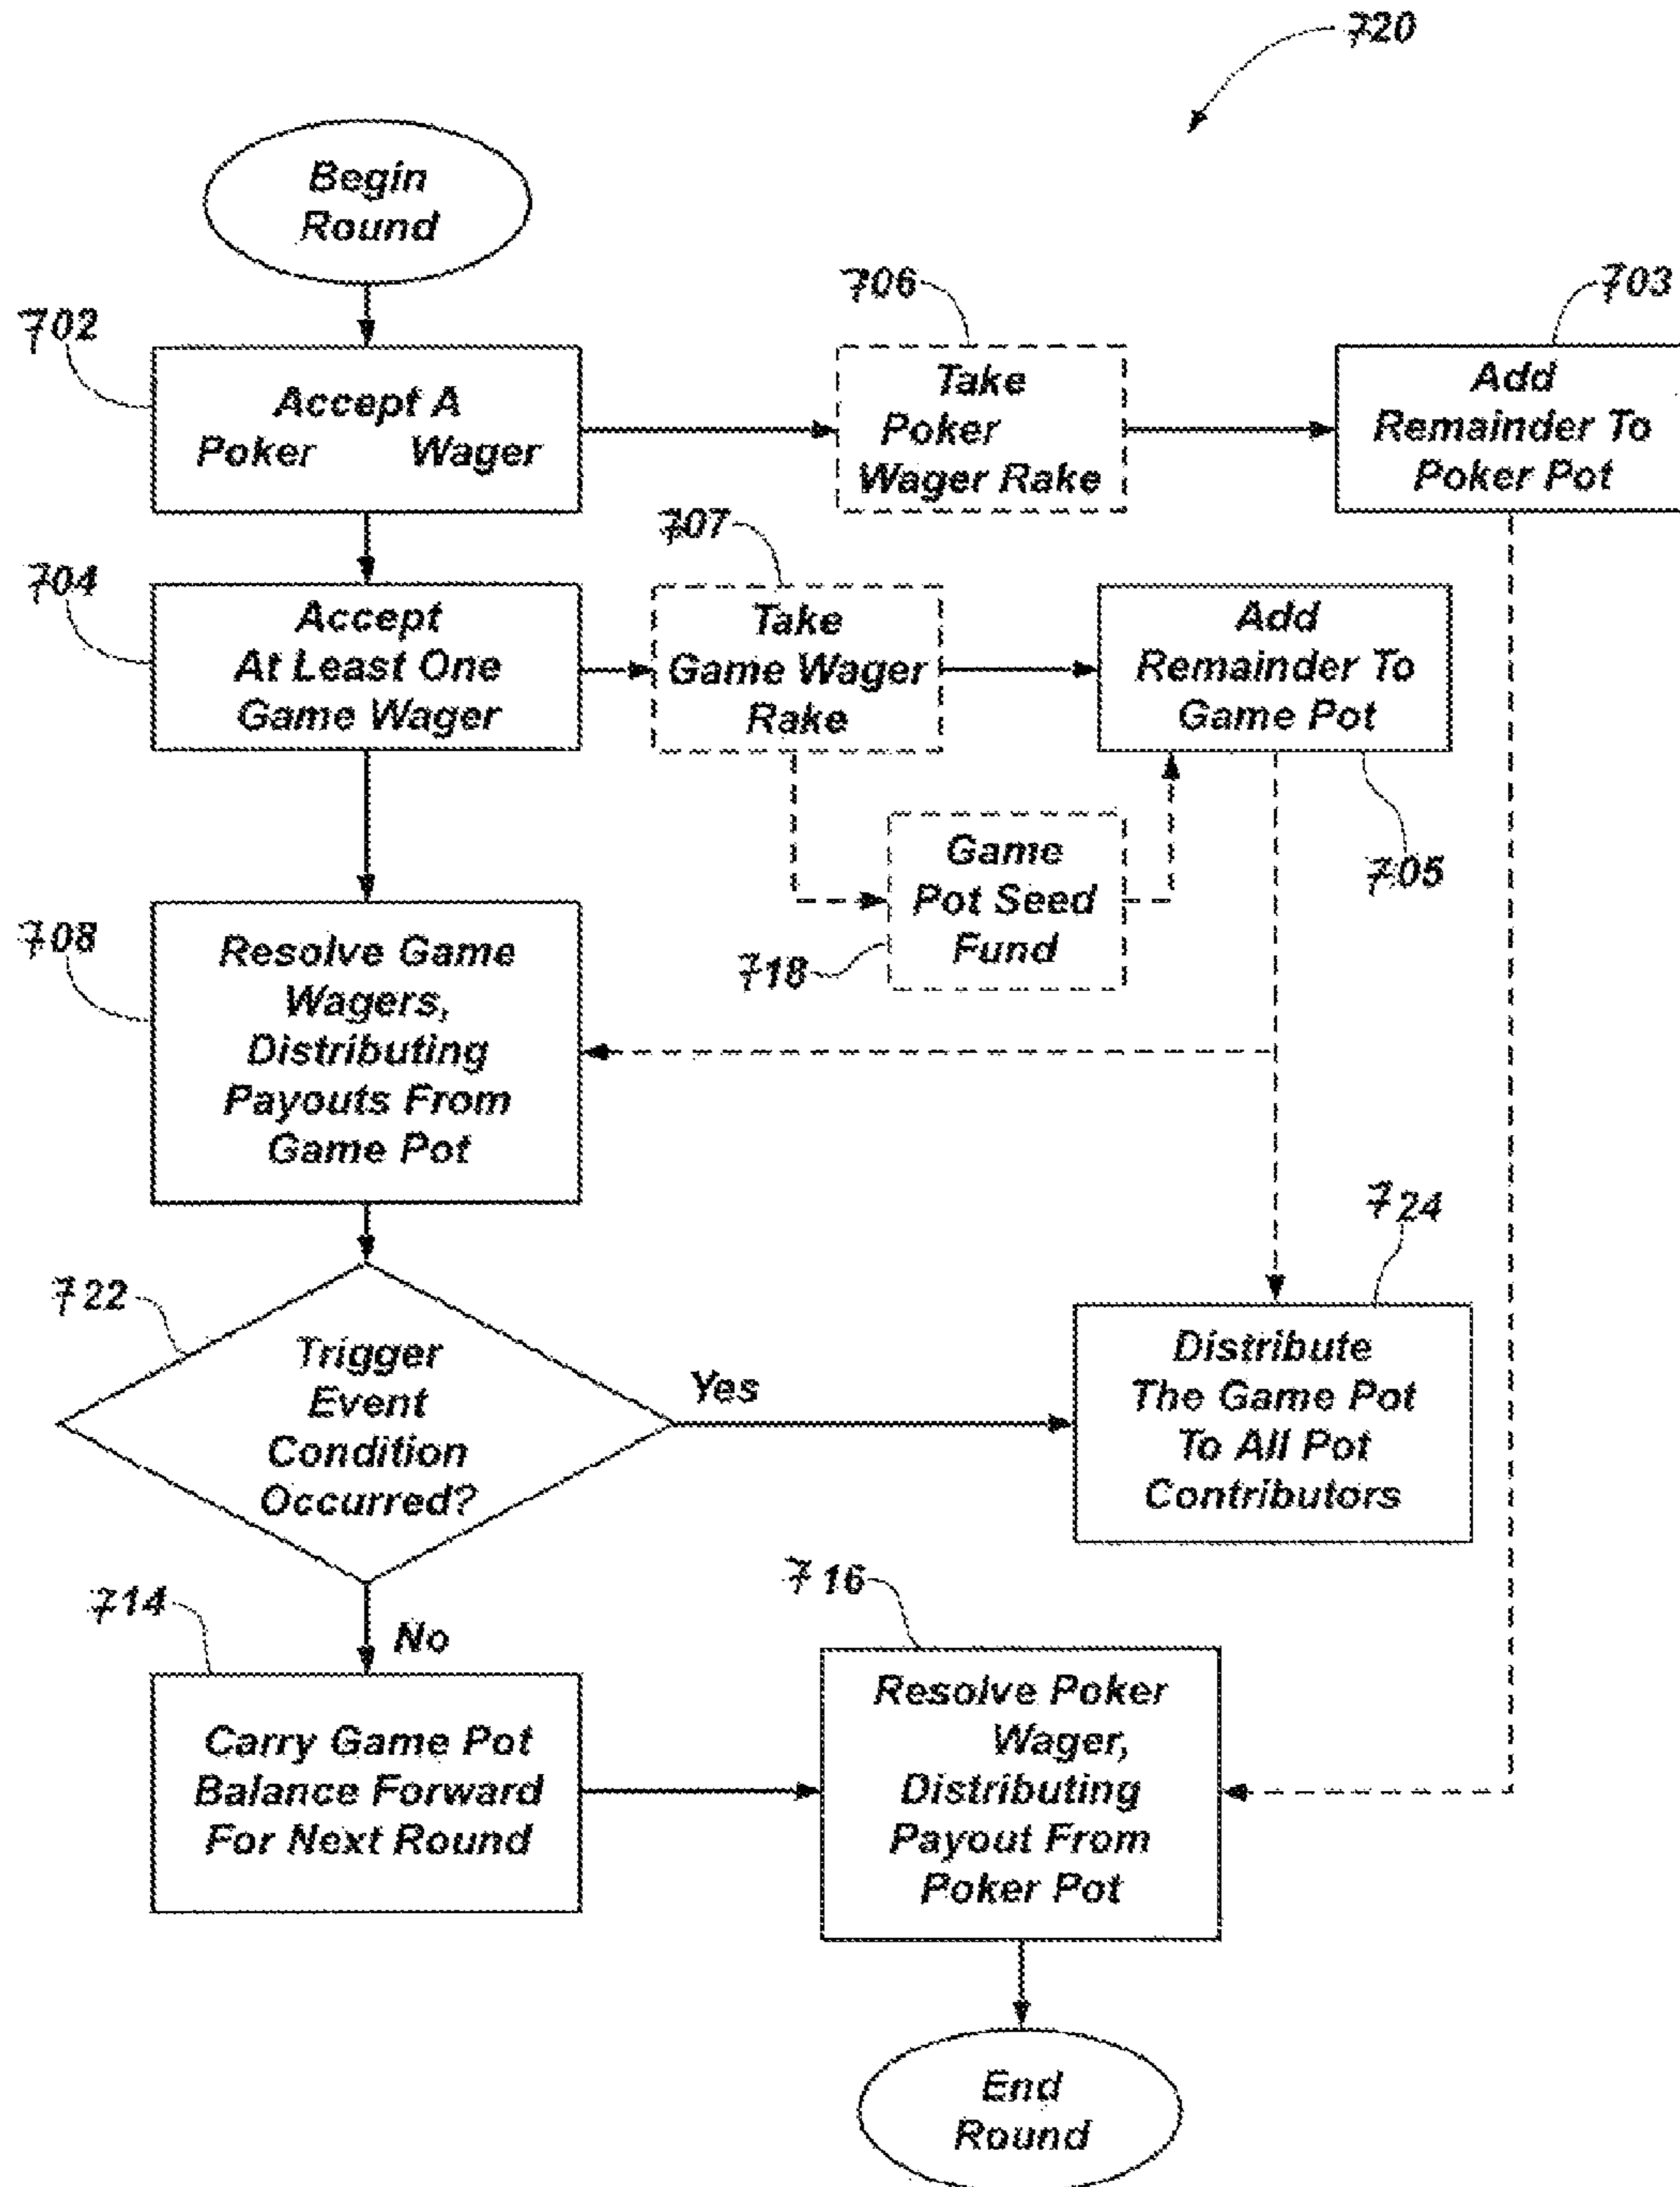 720
Begin
Round
702
Accept A
Poker Wager
706
Take
Poker
Wager Rake
703
Add
Remainder To
Poker Pot
704
Accept
At Least One
Game Wager
707
Take
Game Wager
Rake
Add
Remainder To
Game Pot
705
Game
Pot Seed
Fund
718
708
Resolve Game
Wagers,
Distributing
Payouts From
Game Pot
722
Trigger
Event
Condition
Occurred?
Yes
724
Distribute
The Game Pot
To All Pot
Contributors
No
714
Carry Game Pot
Balance Forward
For Next Round
716
Resolve Poker
Wager,
Distributing
Payout From
Poker Pot
End
Round